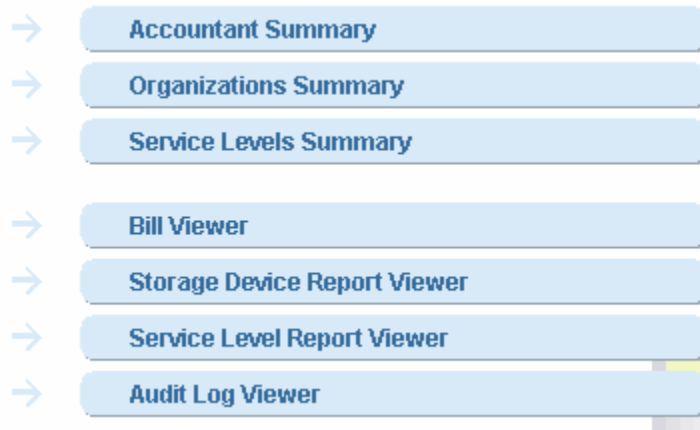 Accountant Summary
Organizations Summary
Service Levels Summary
Bill Viewer
Storage Device Report Viewer
Service Level Report Viewer
Audit Log Viewer